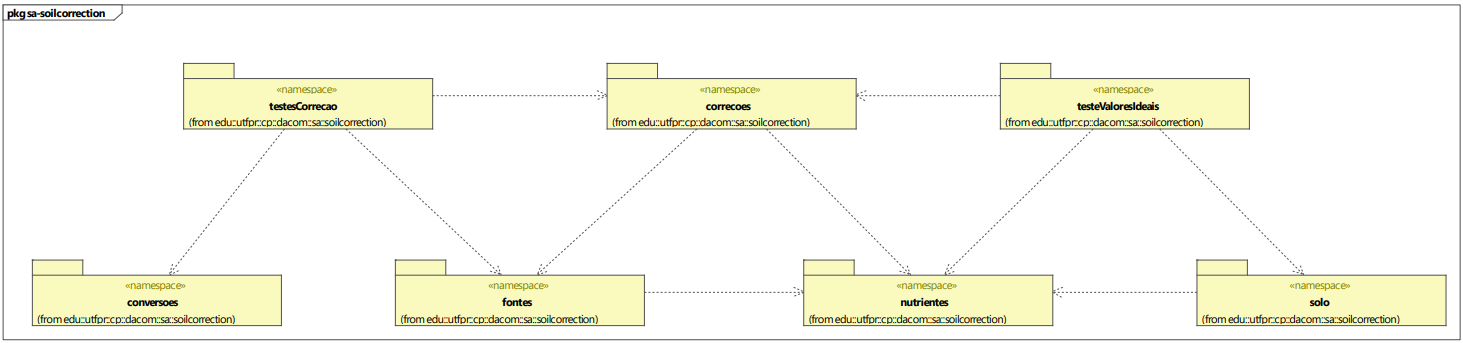 pkg sa-soilcorrection
«namespace»
testesCorrecao
(from edu::utfpr::cp::dacom::sa::soilcorrection)
«namespace»
correcoes
(from edu::utfpr::cp::dacom::sa::soilcorrection)
«namespace»
testeValoresIdeais
(from edu::utfpr::cp::dacom::sa::soilcorrection)
«namespace»
conversoes
(from edu::utfpr::cp::dacom::sa::soilcorrection)
«namespace»
fontes
(from edu::utfpr::cp::dacom::sa::soilcorrection)
«namespace»
nutrientes
(from edu::utfpr::cp::dacom::sa::soilcorrection)
«namespace»
solo
(from edu::utfpr::cp::dacom::sa::soilcorrection)